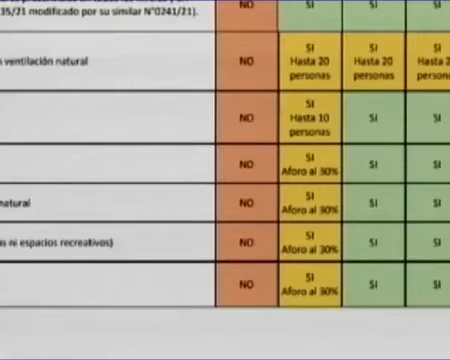 35/21 modificado por su similar N°0241/21).
NO
SI
SI
SI
ventilación natural
NO
SI
Hasta 20
personas
SI
Hasta 20
personas
SI
Hasta 2
NO
SI
Hasta 10
personas
SI
SI
NO
SI
Aforo al 30%
SI
SI
natural
NO
SI
Aforo al 30%
SI
SI
s ni espacios recreativos)
NO
SI
Aforo al 30%
SI
SI
NO
SI
Aforo al 30%
SI
SI